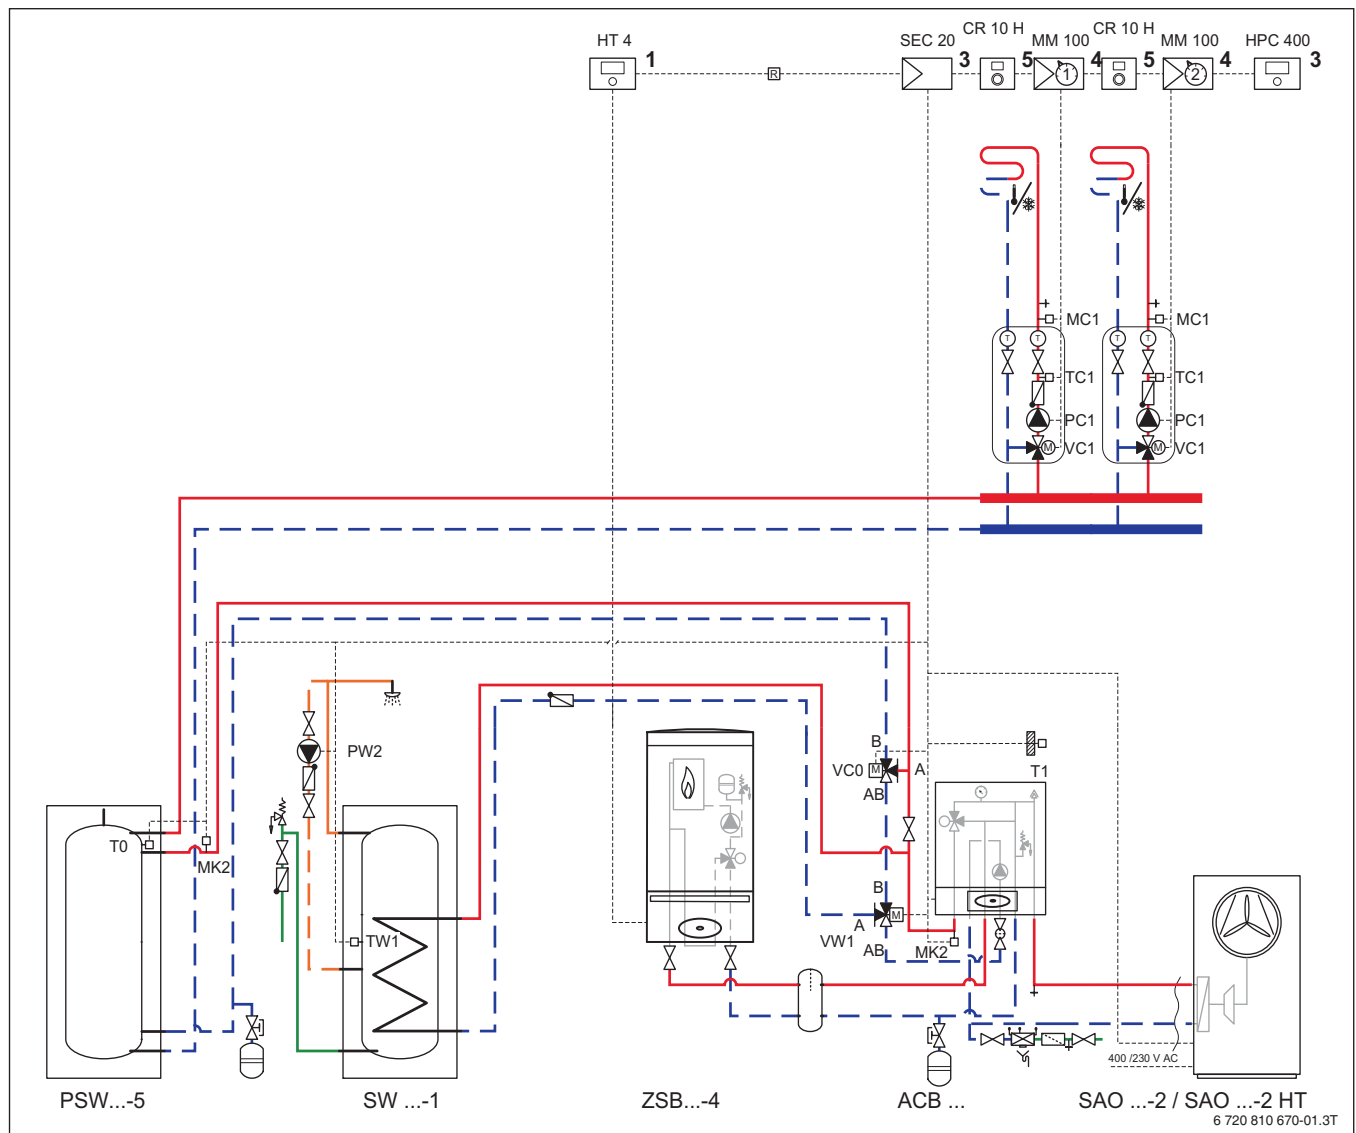 HT 4
1
R
SEC 20
3
CR 10 H
5
MM 100
1
4
CR 10 H
5
MM 100
2
4
HPC 400
3
MC1
MC1
T
T
T
T
TC1
TC1
PC1
PC1
M
VC1
M
VC1
PW2
B
VC0
M
A
AB
T1
T0
MK2
TW1
B
A
M
VW1
AB
MK2
400 /230 V AC
PSW...-5
SW ...-1
ZSB...-4
ACB ...
SAO ...-2 / SAO ...-2 HT
6 720 810 670-01.3T